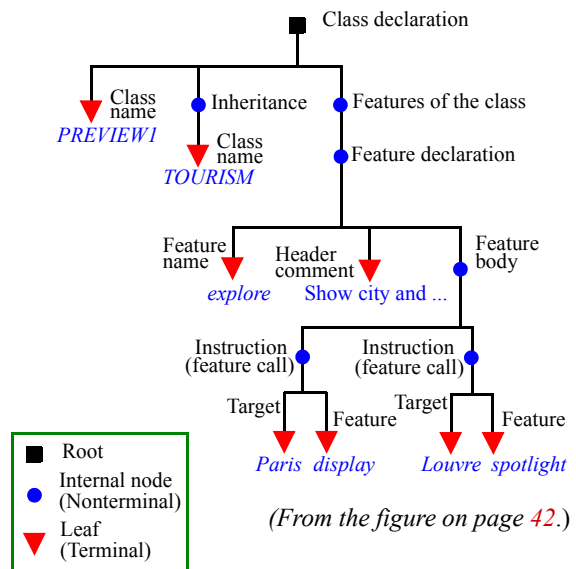 Class declaration
Class
name
PREVIEW1
Inheritance
Class
name
TOURISM
Features of the class
Feature declaration
Feature
name
explore
Header
comment
Show city and ...
Feature
body
Instruction
(feature call)
Instruction
(feature call)
Target
Feature
Target
Feature
Paris display
Louvre spotlight
Root
Internal node
(Nonterminal)
Leaf
(Terminal)
(From the figure on page 42.)